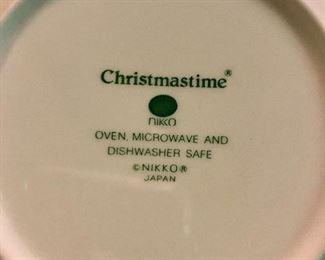 Christmastime®
nikko
OVEN, MICROWAVE AND
DISHWASHER SAFE
©NIKKO®
JAPAN